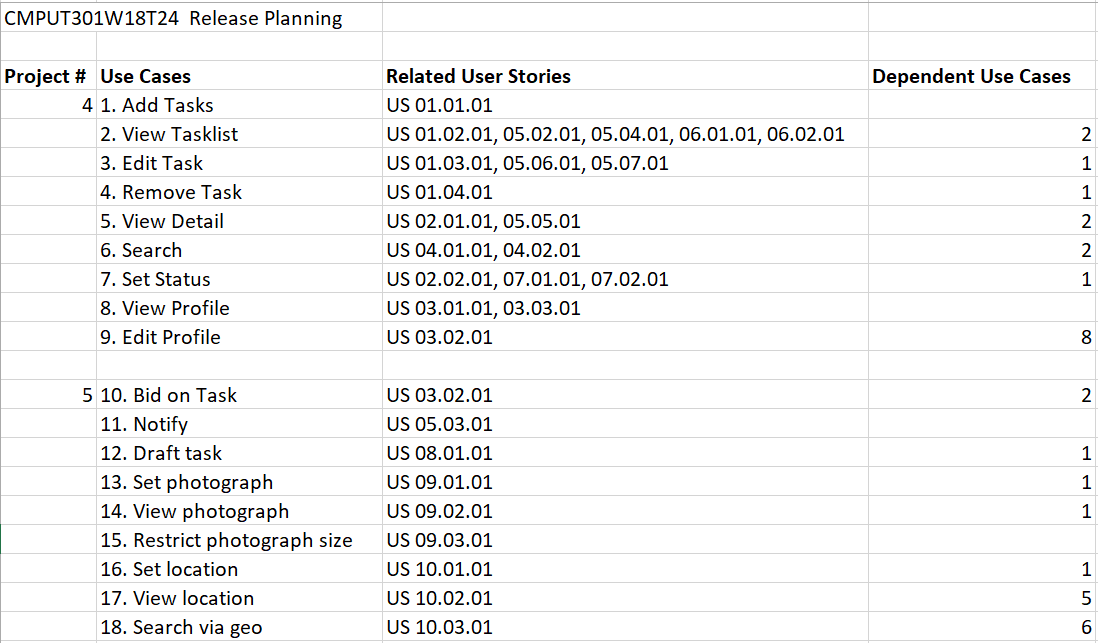 CMPUT301W18T24  Release Planning
Project # Use Cases Related User Stories Dependent Use Cases
4 1. Add Tasks US 01.01.01
2. View Tasklist US 01.02.01, 05.02.01, 05.04.01, 06.01.01, 06.02.01 2
3. Edit Task US 01.03.01, 05.06.01, 05.07.01 1
4. Remove Task US 01.04.01 1
5. View Detail US 02.01.01, 05.05.01 2
6. Search US 04.01.01, 04.02.01 2
7. Set Status US 02.02.01, 07.01.01, 07.02.01 1
8. View Profile US 03.01.01, 03.03.01
9. Edit Profile US 03.02.01 8
5 10. Bid on Task US 03.02.01 2
11. Notify US 05.03.01
12. Draft task US 08.01.01 1
13. Set photograph US 09.01.01 1
14. View photograph US 09.02.01 1
15. Restrict photograph size US 09.03.01
16. Set location US 10.01.01 1
17. View location US 10.02.01 5
18. Search via geo US 10.03.01 6